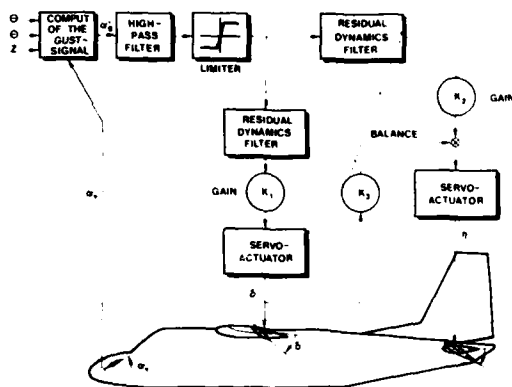 Θ
Θ
Z
COMPUT
OF THE
GUST-
SIGNAL
HIGH-
PASS
FILTER
LIMITER
RESIDUAL
DYNAMICS
FILTER
K₂
GAIN
RESIDUAL
DYNAMICS
FILTER
BALANCE
GAIN
K₁
K₃
SERVO-
ACTUATOR
SERVO-
ACTUATOR
η
δ
δ